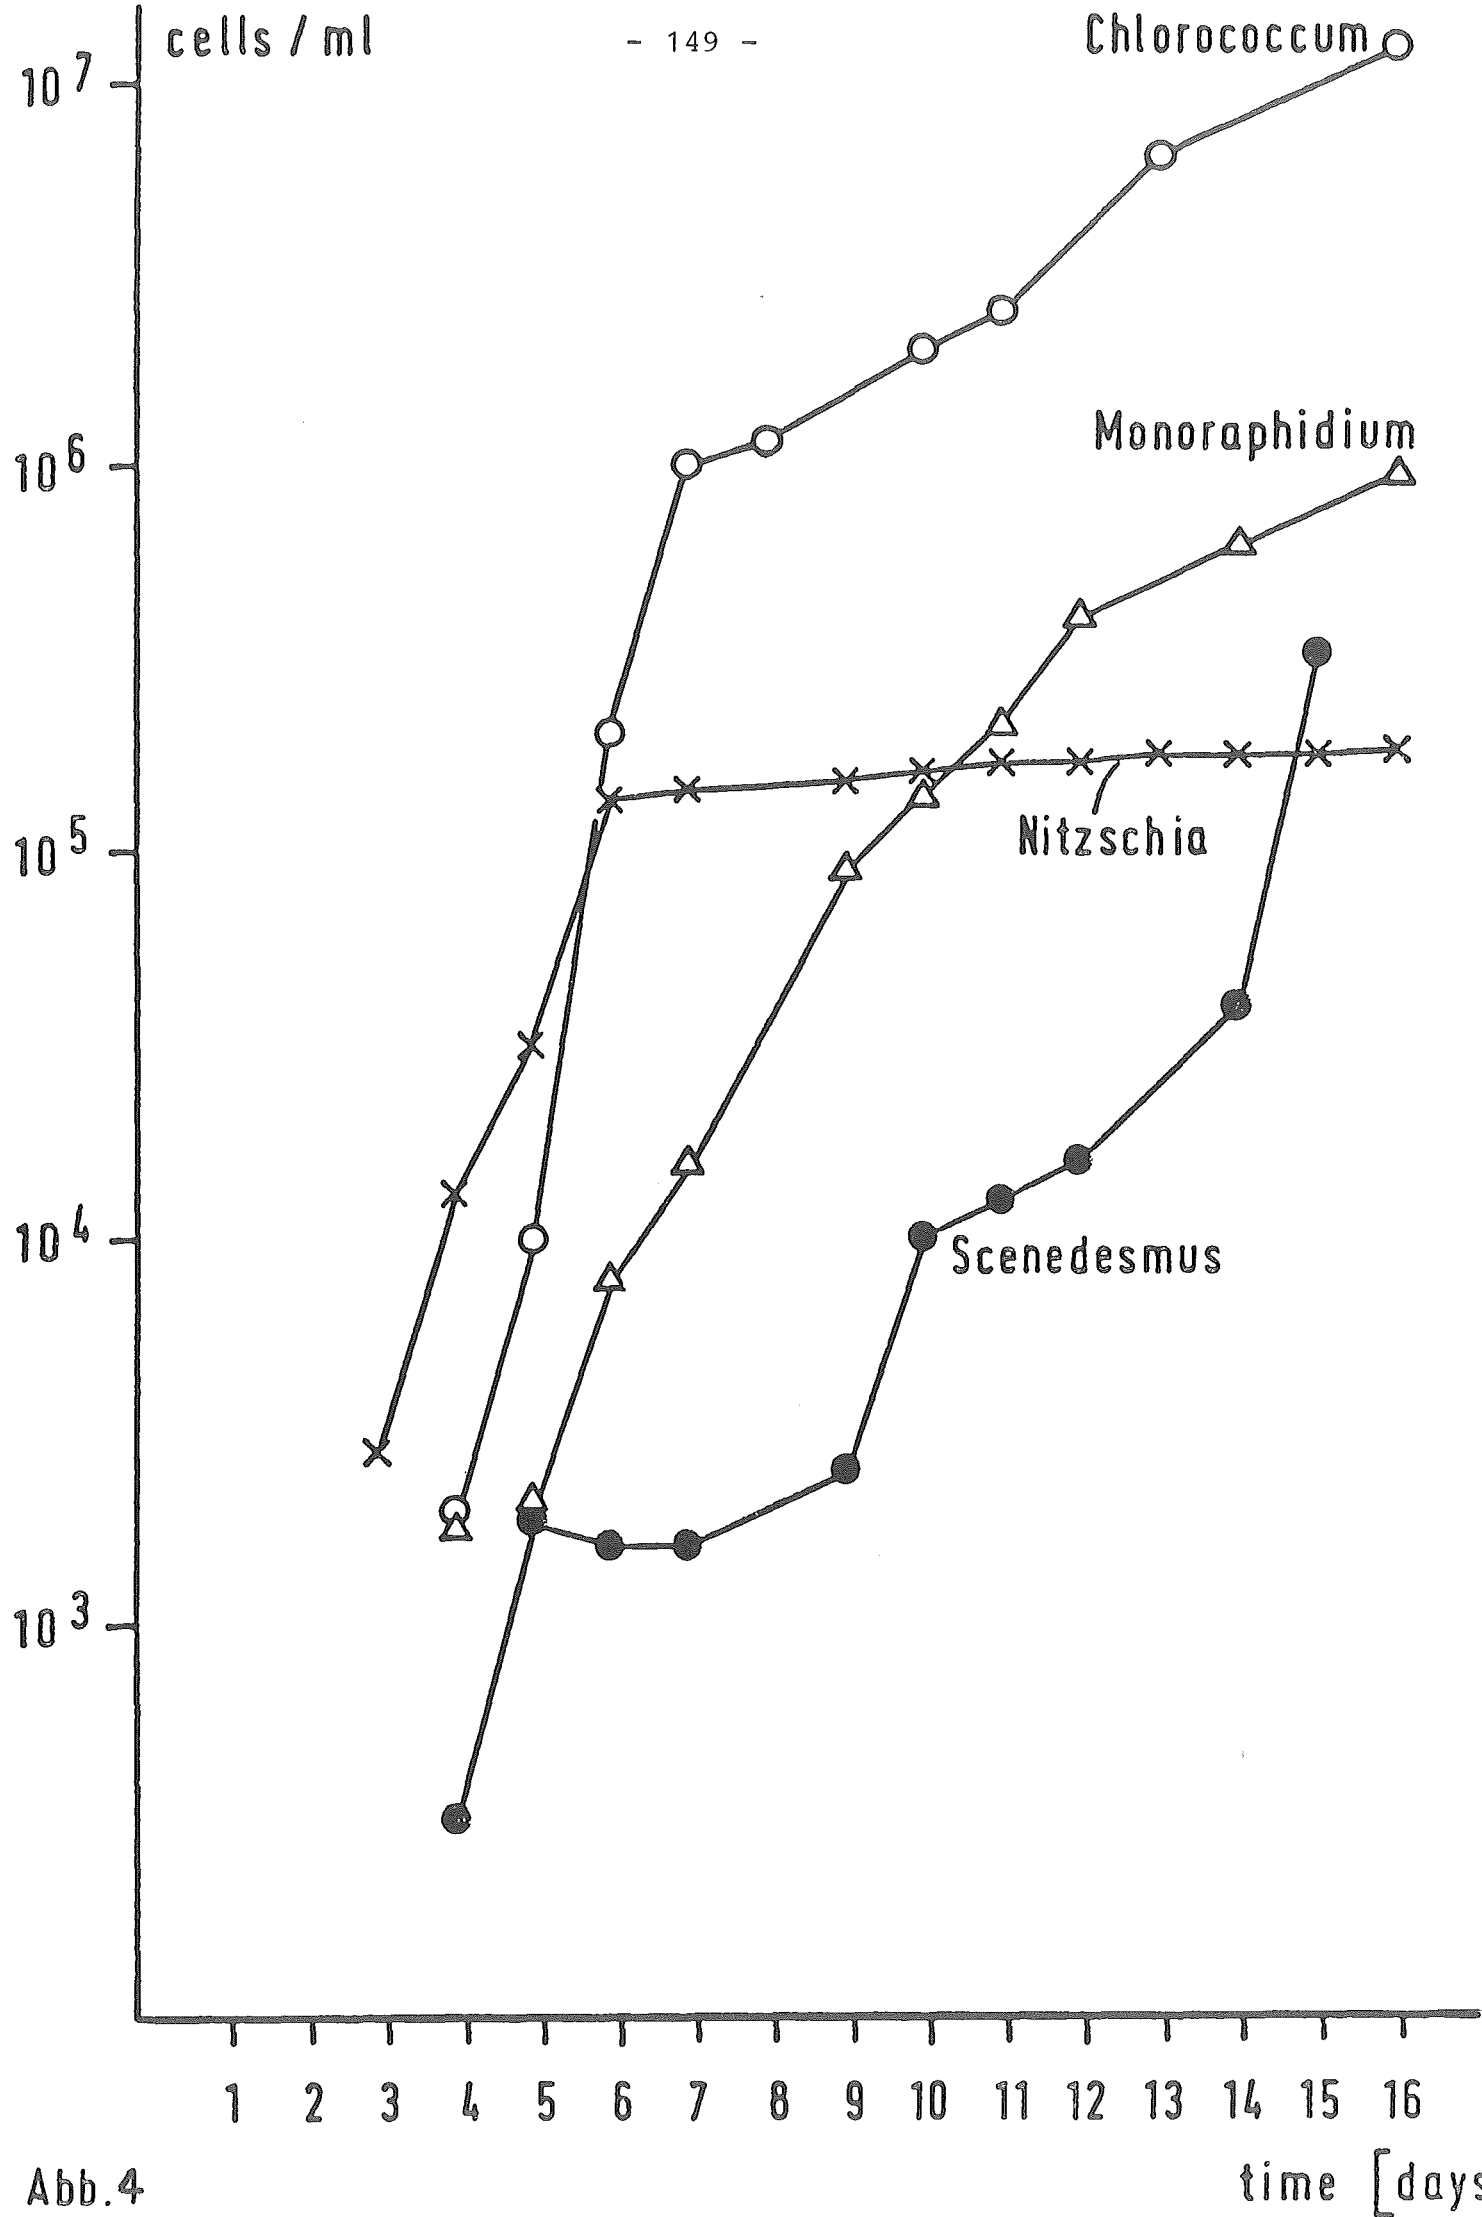 cells / ml
- 149 -
Chlorococcum
10 7
Monoraphidium
10 6
10 5
Nitzschia
10 4
Scenedesmus
10 3
1 2 3 4 5 6 7 8 9 10 11 12 13 14 15 16
Abb.4
time [days